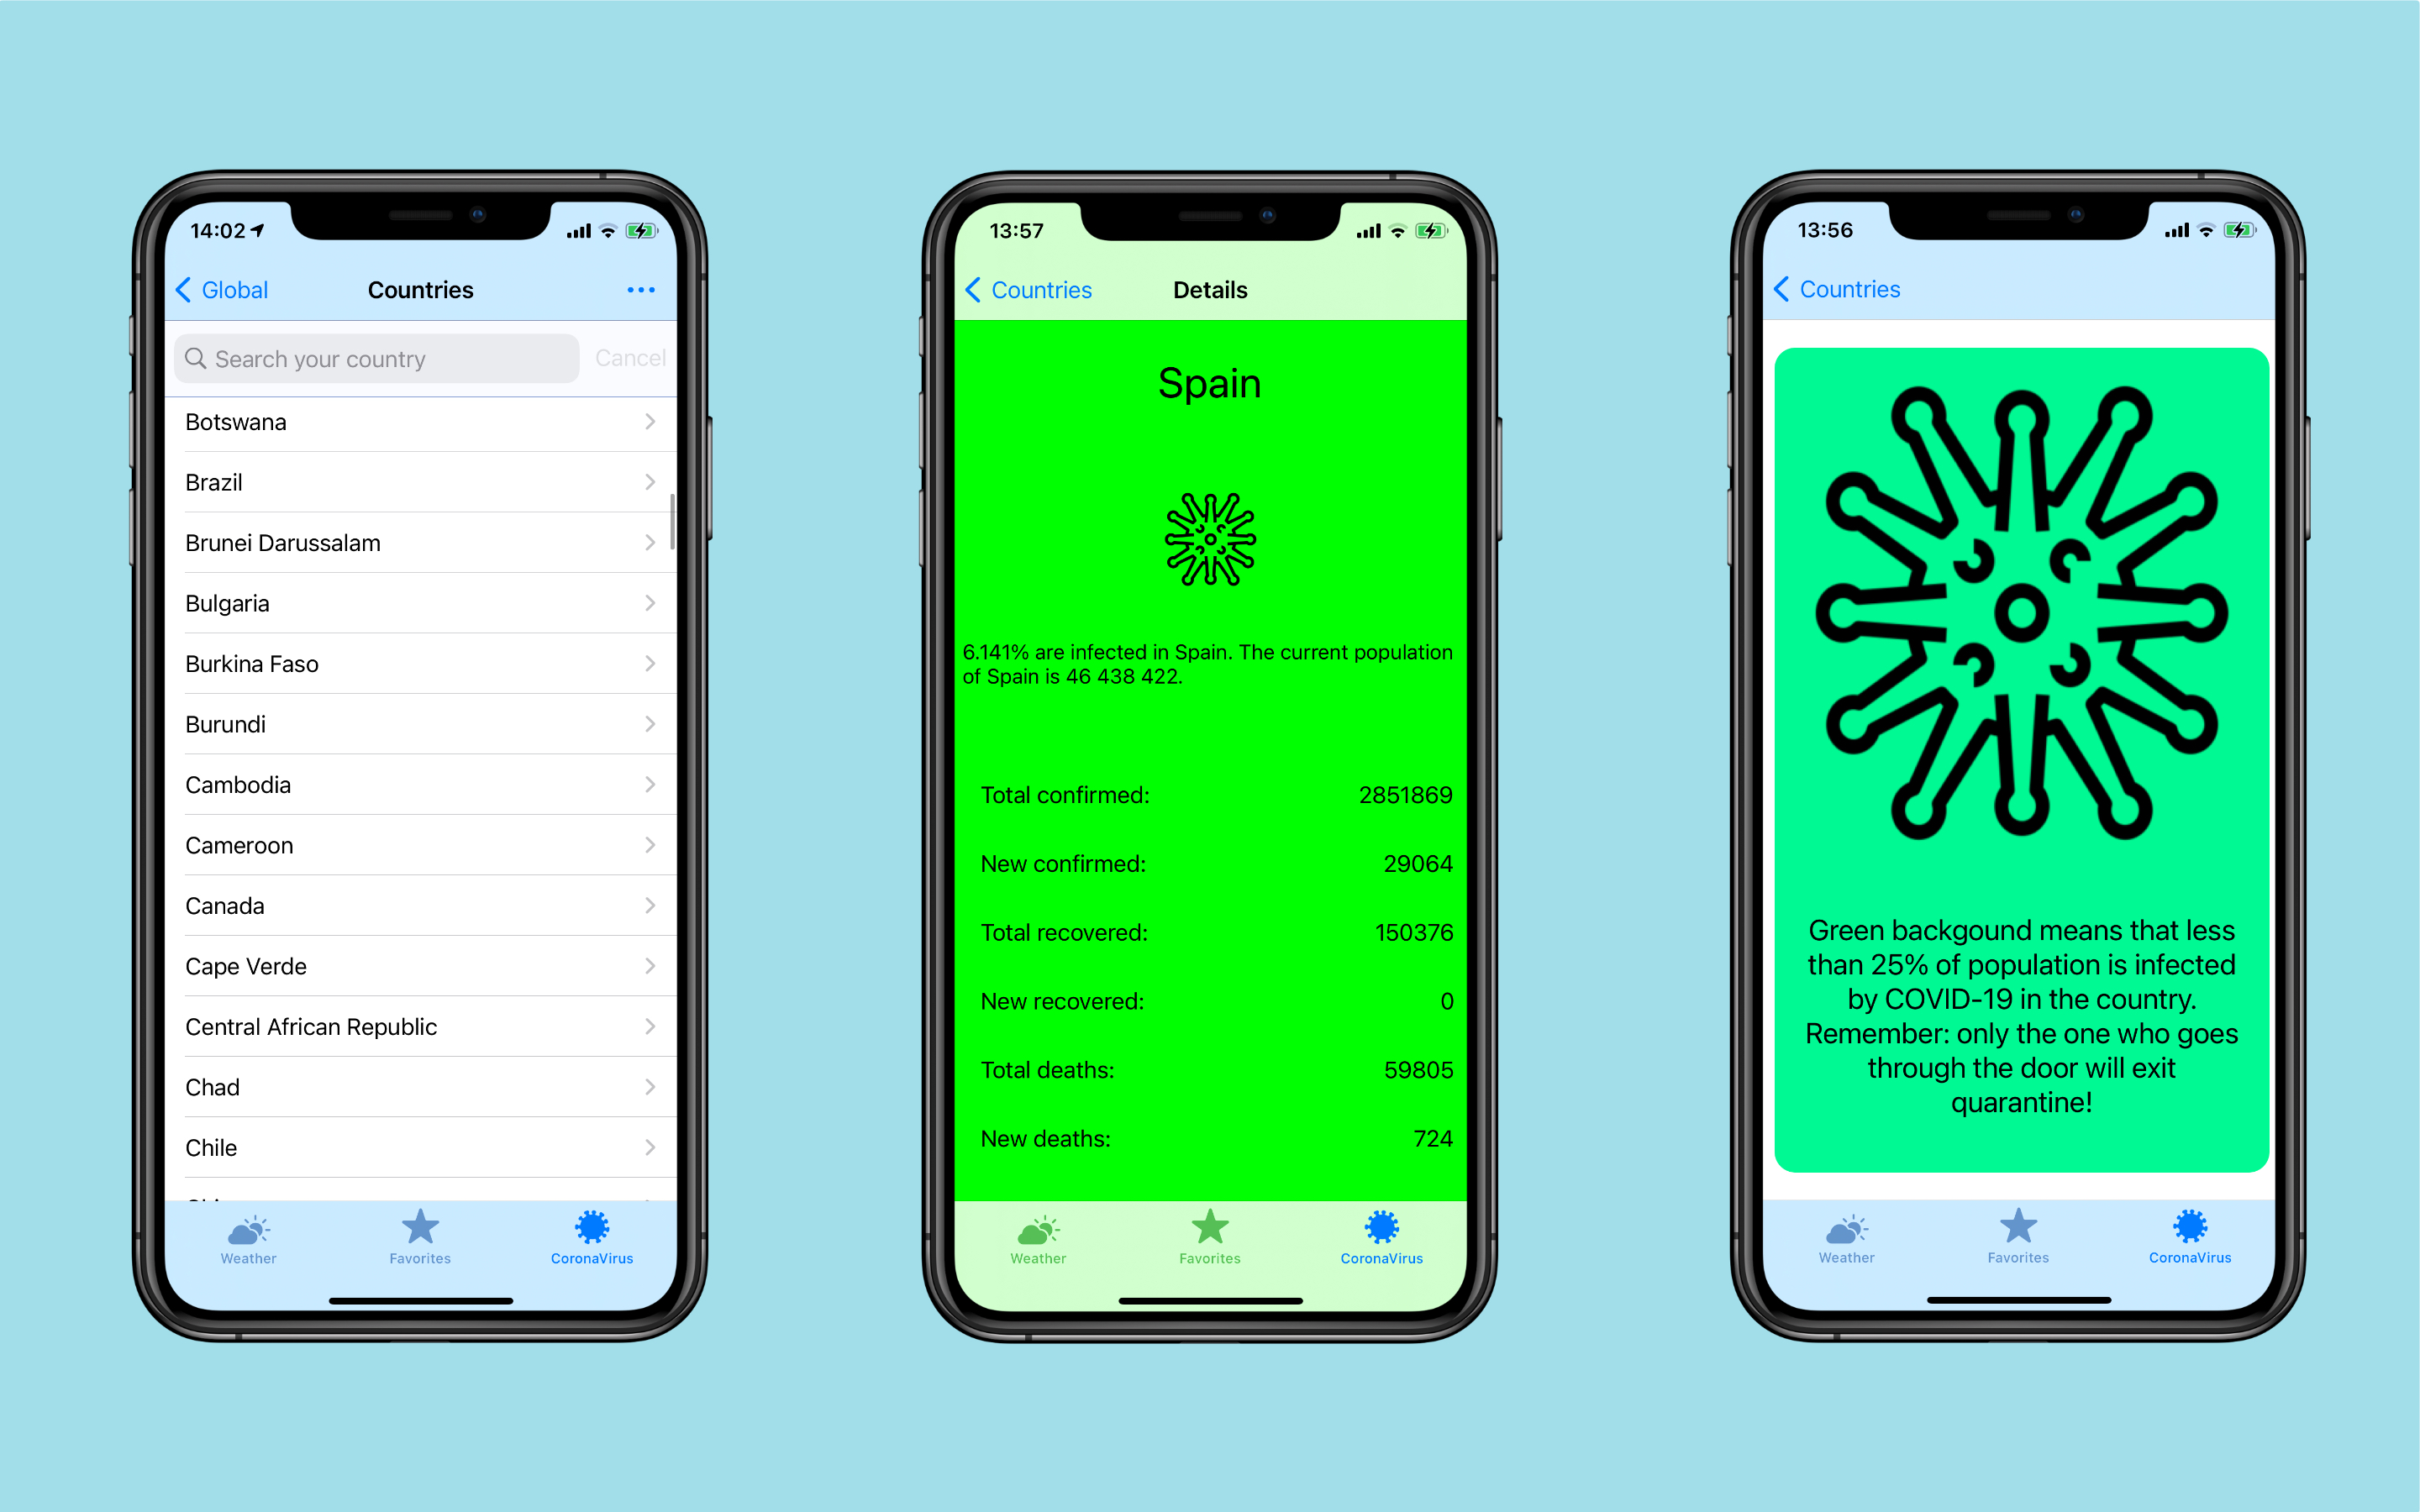 14:02
Global
Countries
Search your country
Cancel
Botswana
Brazil
Brunei Darussalam
Bulgaria
Burkina Faso
Burundi
Cambodia
Cameroon
Canada
Cape Verde
Central African Republic
Chad
Chile
Weather
Favorites
CoronaVirus
13:57
Countries
Details
Spain
6.141% are infected in Spain. The current population
of Spain is 46 438 422.
Total confirmed: 2851869
New confirmed: 29064
Total recovered: 150376
New recovered: 0
Total deaths: 59805
New deaths: 724
Weather
Favorites
CoronaVirus
13:56
Countries
Green backgound means that less
than 25% of population is infected
by COVID-19 in the country.
Remember: only the one who goes
through the door will exit
quarantine!
Weather
Favorites
CoronaVirus